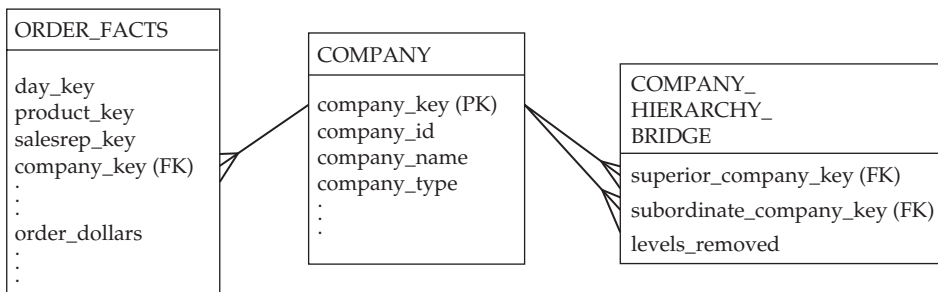 ORDER_FACTS
day_key
product_key
salesrep_key
company_key (FK)
.
.
.
order_dollars
.
.
.
COMPANY
company_key (PK)
company_id
company_name
company_type
.
.
.
COMPANY_
HIERARCHY_
BRIDGE
superior_company_key (FK)
subordinate_company_key (FK)
levels_removed